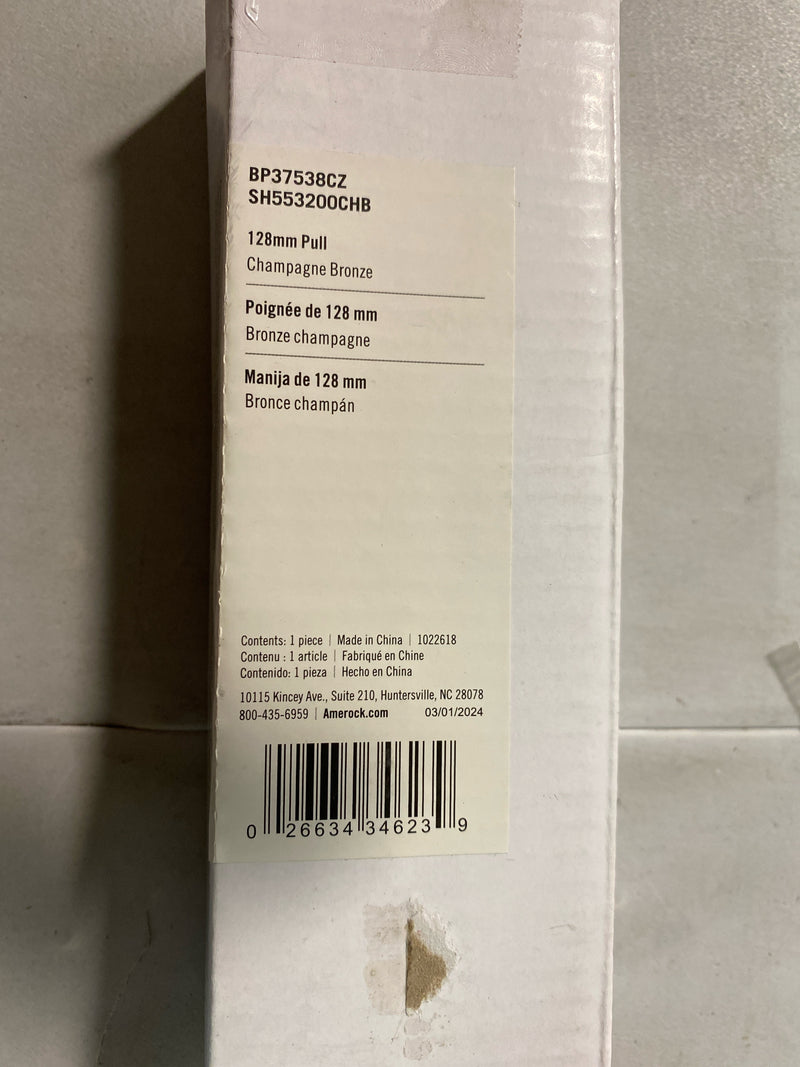 BP37538CZ
SH553200CHB
128mm Pull
Champagne Bronze
Poignée de 128 mm
Bronze champagne
Manija de 128 mm
Bronce champán
Contents: 1 piece | Made in China | 1022618
Contenu : 1 article | Fabriqué en Chine
Contenido: 1 pieza | Hecho en China
10115 Kincey Ave., Suite 210, Huntersville, NC 28078
800-435-6959 | Amerock.com 03/01/2024
0 26634 34623 9